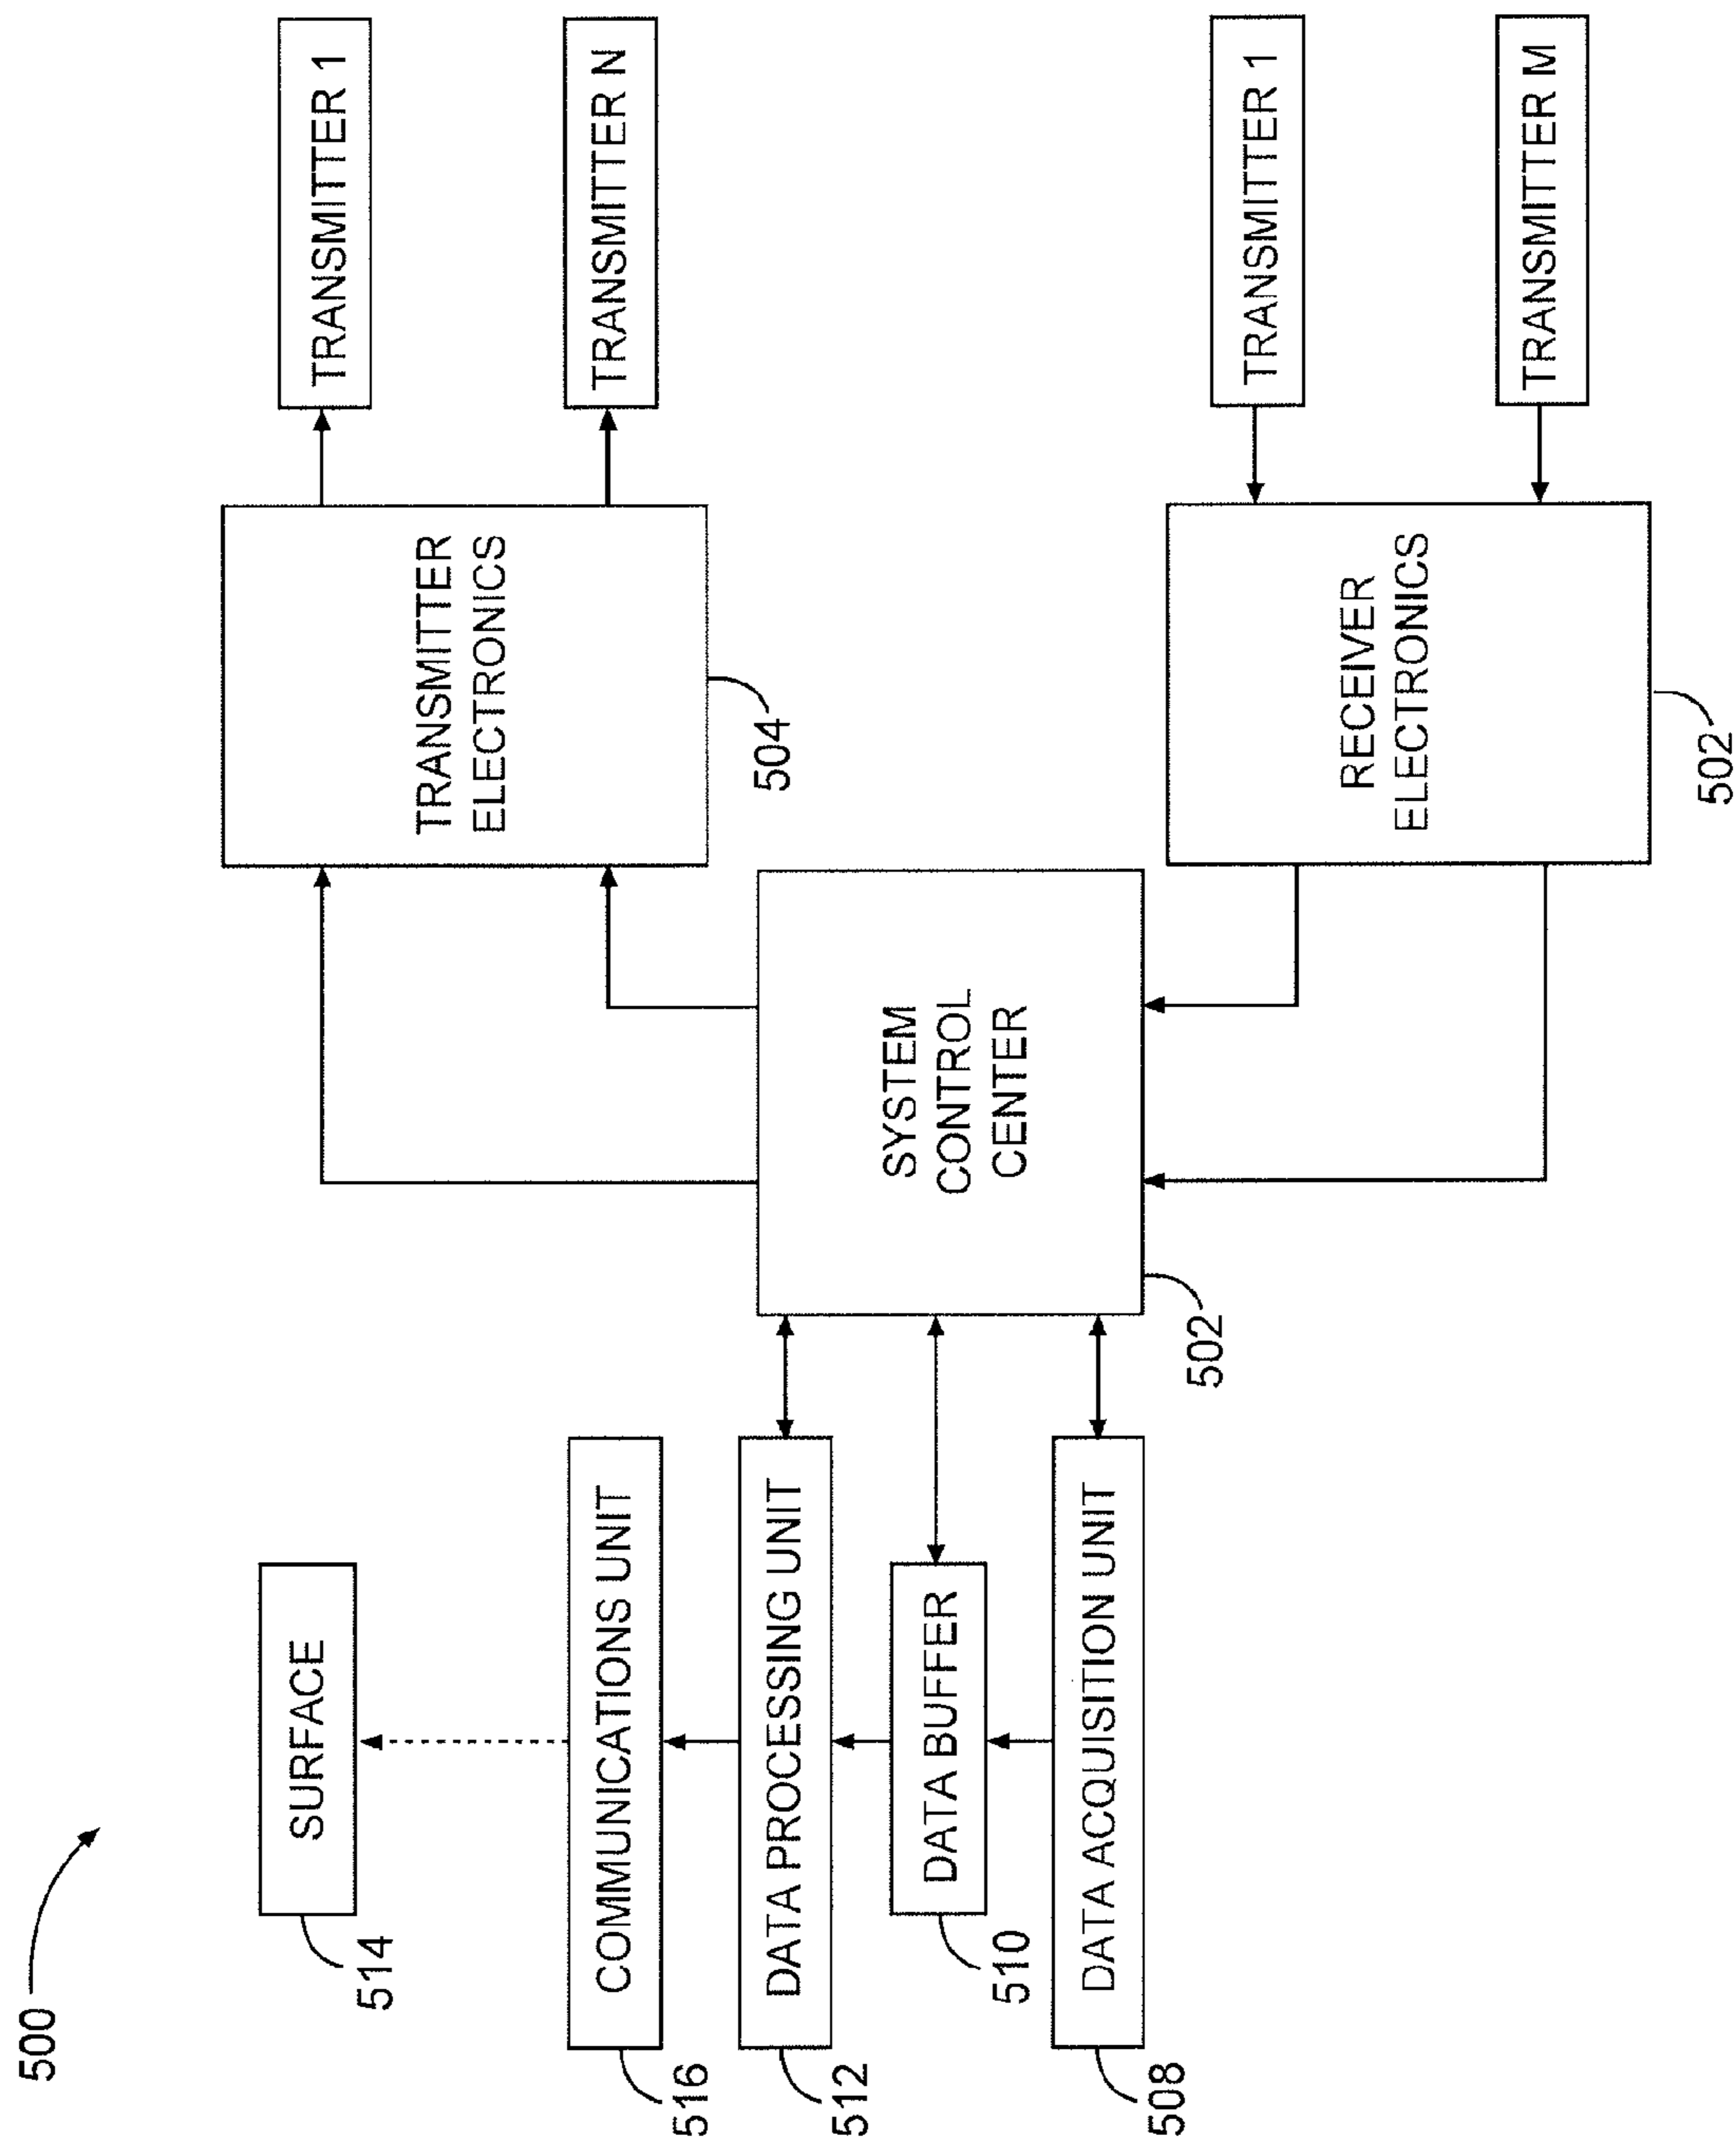 500
SURFACE
514
COMMUNICATIONS UNIT
516
DATA PROCESSING UNIT
512
DATA BUFFER
510
DATA ACQUISITION UNIT
508
SYSTEM
CONTROL
CENTER
502
TRANSMITTER
ELECTRONICS
504
TRANSMITTER 1
TRANSMITTER N
RECEIVER
ELECTRONICS
502
TRANSMITTER 1
TRANSMITTER M